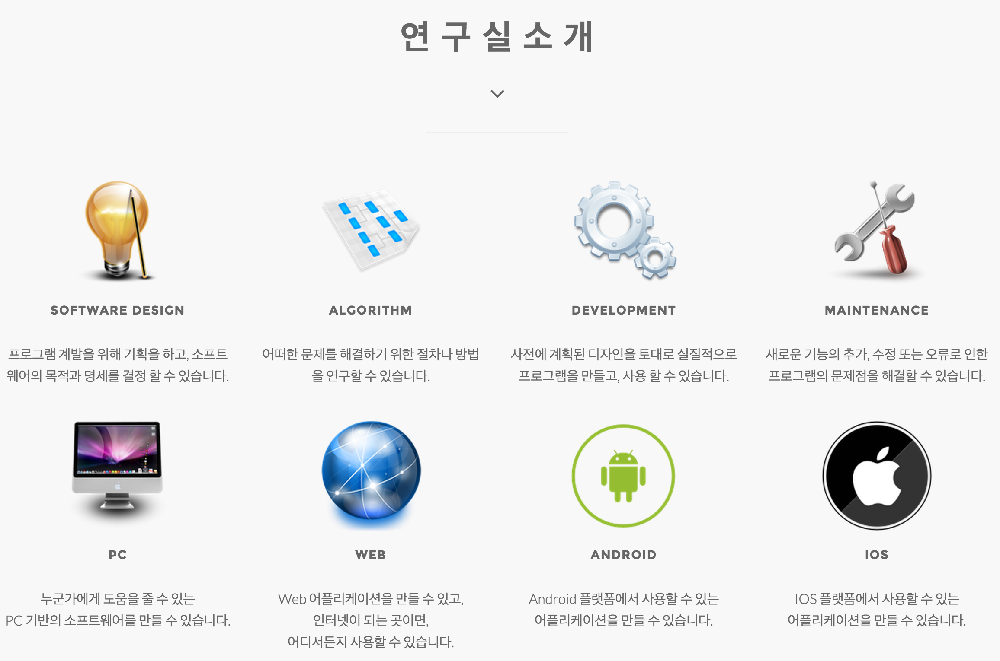 연구실소개
SOFTWARE DESIGN
프로그램 계발을 위해 기획을 하고, 소프트
웨어의 목적과 명세를 결정 할 수 있습니다.
ALGORITHM
어떠한 문제를 해결하기 위한 절차나 방법
을 연구할 수 있습니다.
DEVELOPMENT
사전에 계획된 디자인을 토대로 실질적으로
프로그램을 만들고, 사용 할 수 있습니다.
MAINTENANCE
새로운 기능의 추가, 수정 또는 오류로 인한
프로그램의 문제점을 해결할 수 있습니다.
PC
누군가에게 도움을 줄 수 있는
PC 기반의 소프트웨어를 만들 수 있습니다.
WEB
Web 어플리케이션을 만들 수 있고,
인터넷이 되는 곳이면,
어디서든지 사용할 수 있습니다.
ANDROID
Android 플랫폼에서 사용할 수 있는
어플리케이션을 만들 수 있습니다.
IOS
IOS 플랫폼에서 사용할 수 있는
어플리케이션을 만들 수 있습니다.